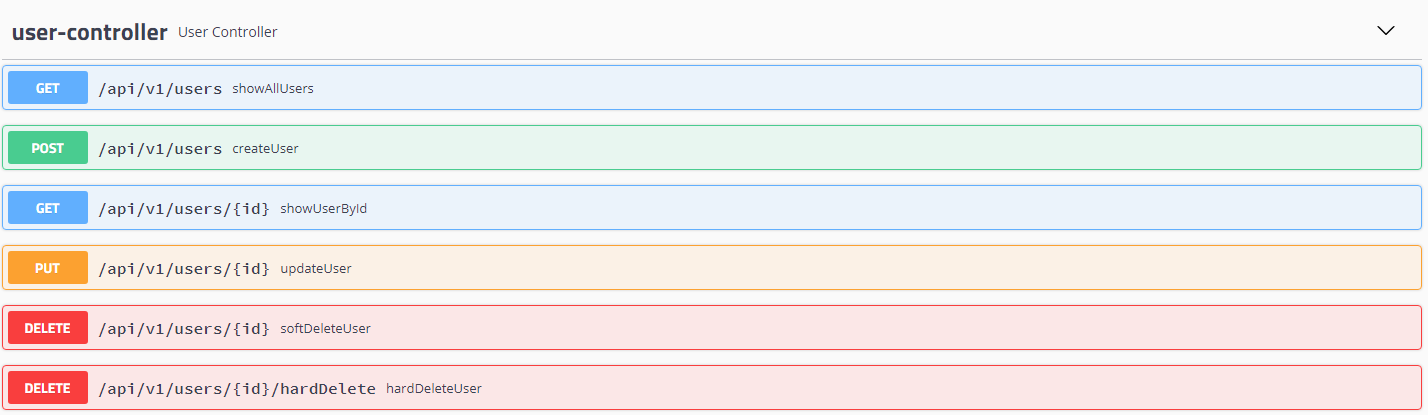 user-controller User Controller
GET /api/v1/users showAllUsers
POST /api/v1/users createUser
GET /api/v1/users/{id} showUserById
PUT /api/v1/users/{id} updateUser
DELETE /api/v1/users/{id} softDeleteUser
DELETE /api/v1/users/{id}/hardDelete hardDeleteUser